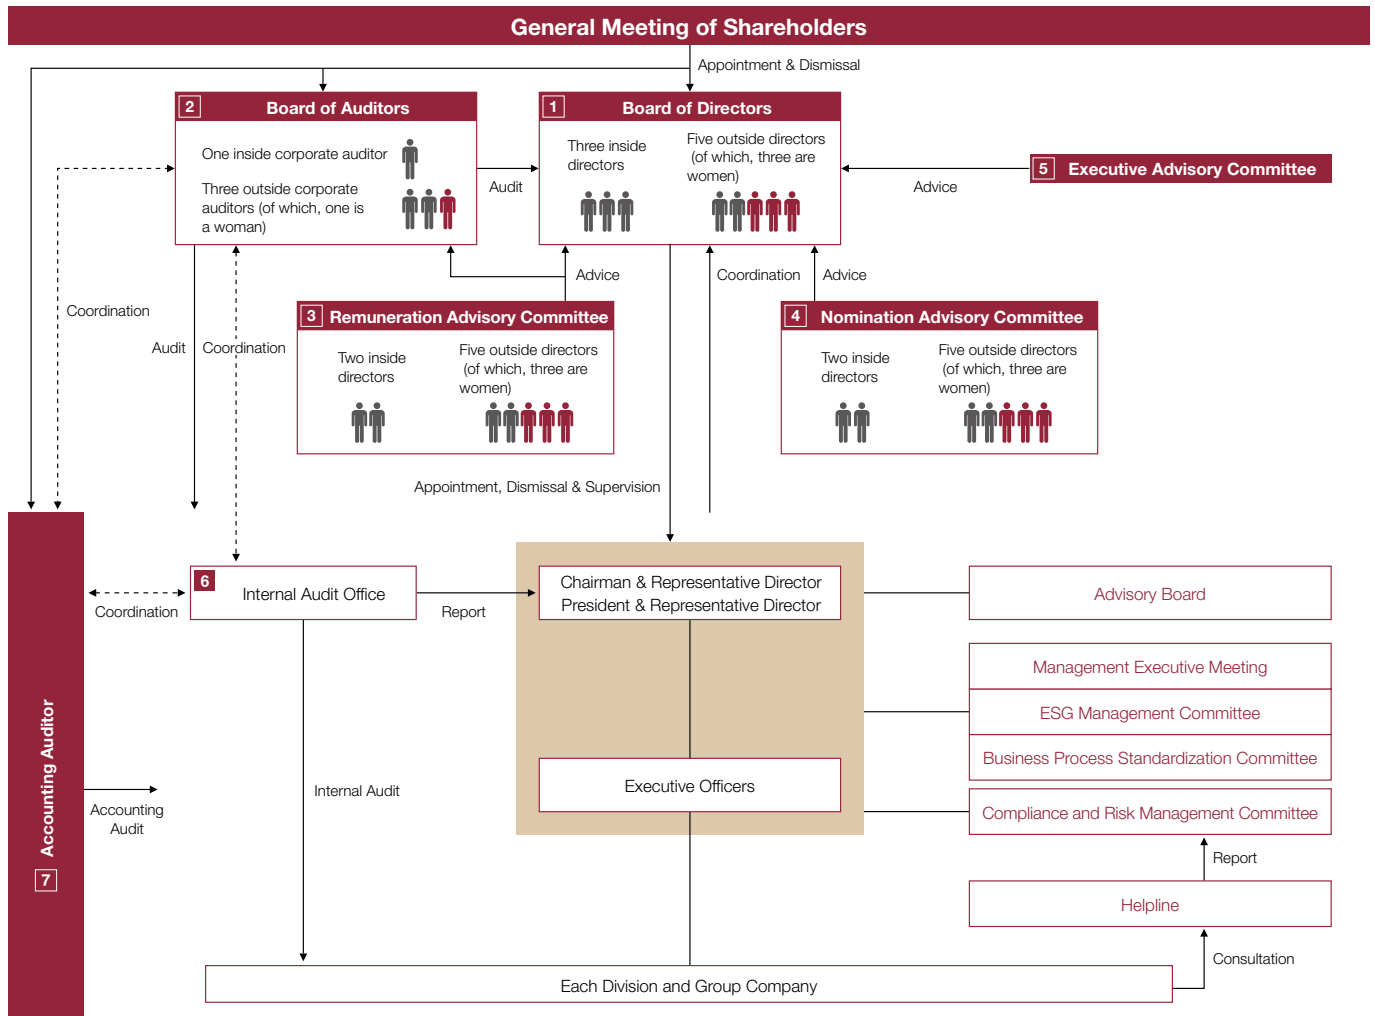 General Meeting of Shareholders
Appointment & Dismissal
2
Board of Auditors
One inside corporate auditor
Three outside corporate
auditors (of which, one is
a woman)
Audit
1
Board of Directors
Three inside
directors
Five outside directors
(of which, three are
women)
Advice
5
Executive Advisory Committee
Coordination
Audit
Coordination
Advice
Coordination
Advice
3
Remuneration Advisory Committee
Two inside
directors
Five outside directors
(of which, three are
women)
4
Nomination Advisory Committee
Two inside
directors
Five outside directors
(of which, three are
women)
Appointment, Dismissal & Supervision
7
Accounting Auditor
Coordination
6
Internal Audit Office
Report
Chairman & Representative Director
President & Representative Director
Advisory Board
Management Executive Meeting
ESG Management Committee
Business Process Standardization Committee
Executive Officers
Compliance and Risk Management Committee
Accounting
Audit
Internal Audit
Report
Helpline
Consultation
Each Division and Group Company